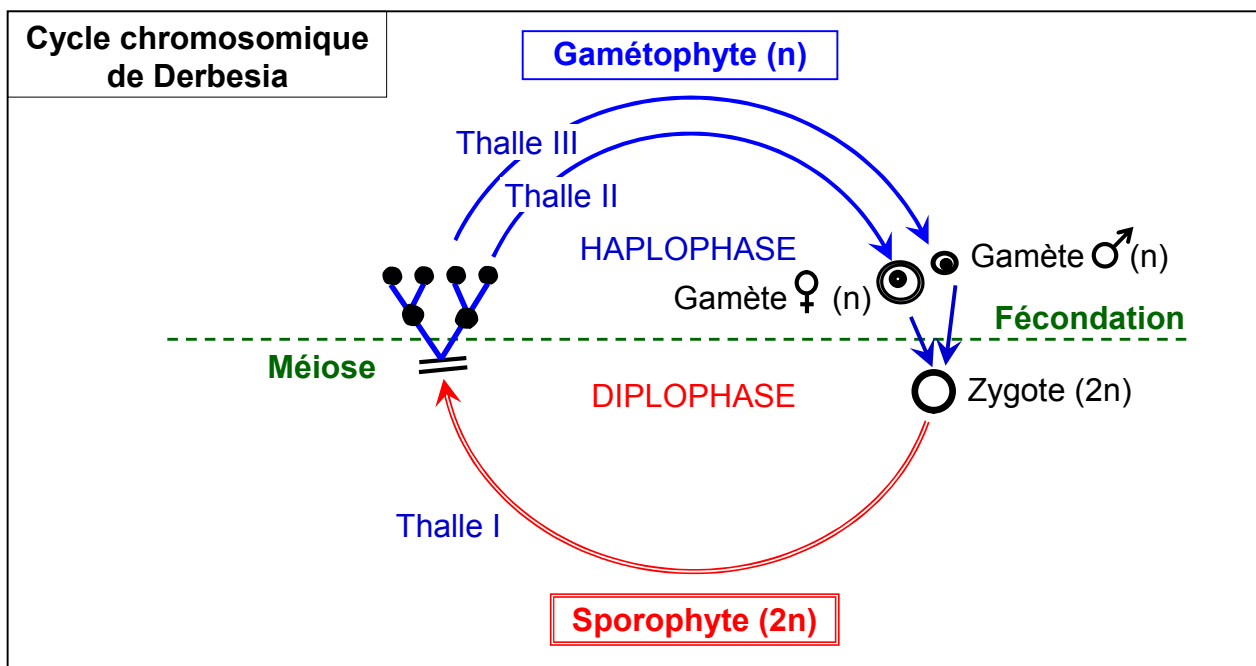 Cycle chromosomique
de Derbesia
Gamétophyte (n)
Thalle III
Thalle II
HAPLOPHASE
Gamète ♂ (n)
Gamète ♀ (n)
Fécondation
Méiose
DIPLOPHASE
Zygote (2n)
Thalle I
Sporophyte (2n)